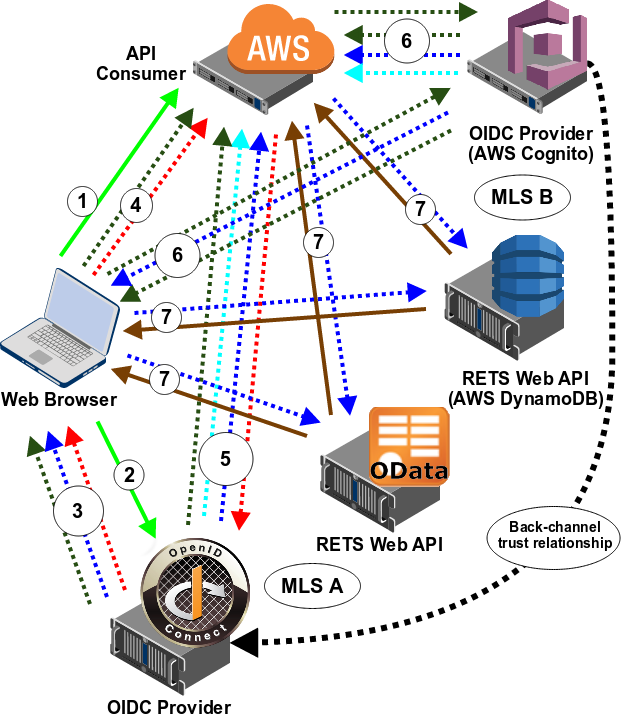 API
Consumer
AWS
6
OIDC Provider
(AWS Cognito)
MLS B
1
4
7
7
6
7
7
Web Browser
RETS Web API
(AWS DynamoDB)
OData
2
5
3
RETS Web API
Back-channel
trust relationship
OpenID
Connect
MLS A
OIDC Provider